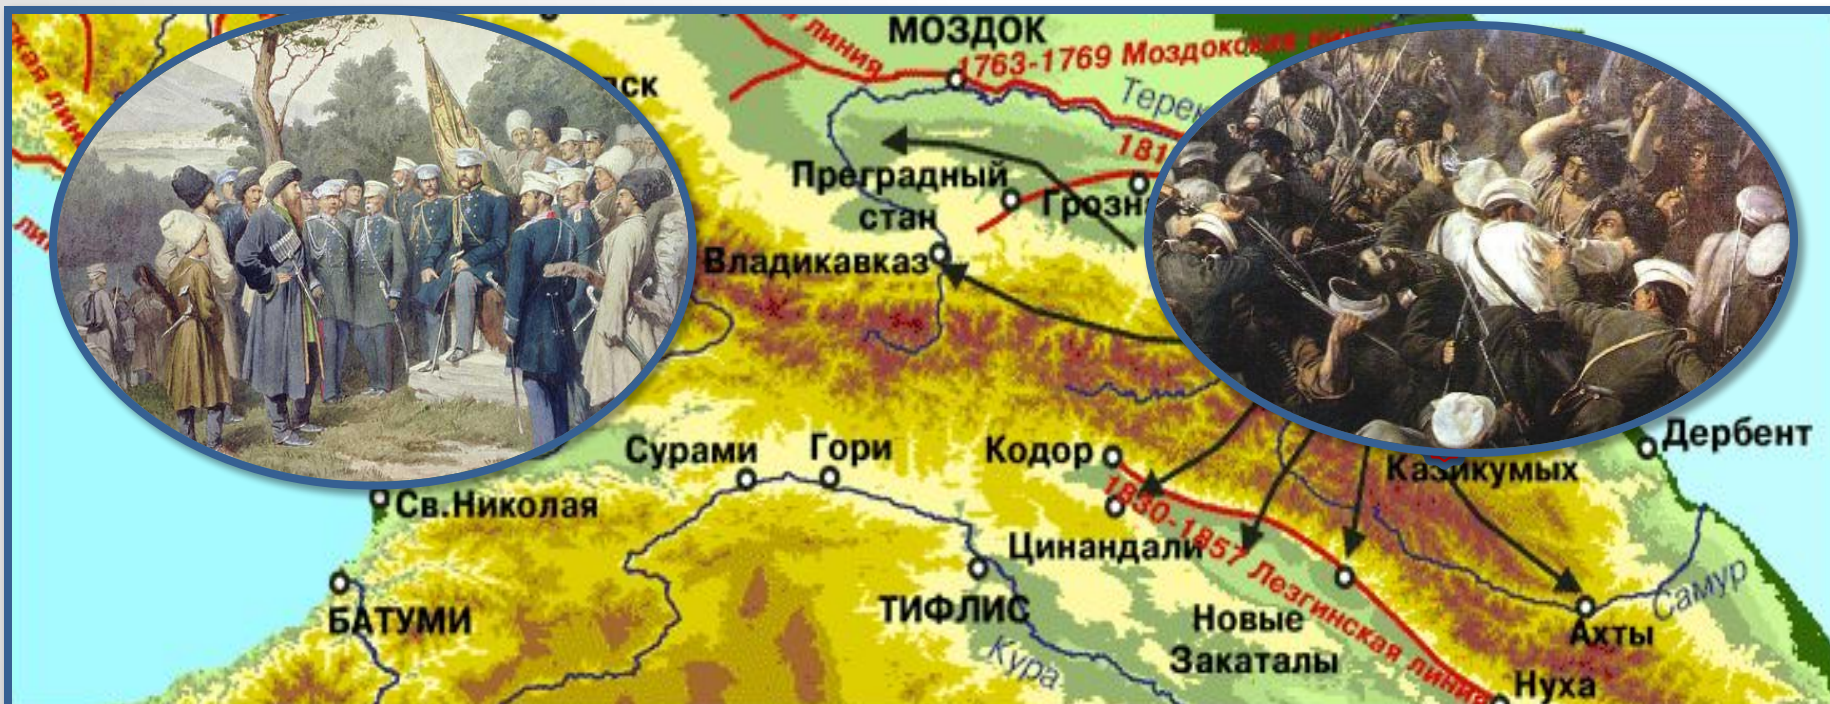 МОЗДОК
линия
1763-1769 Моздокская
Терек
181
Преградный
стан
Владикавказ
Сурами
Гори
Кодор
Дербент
Казикумых
Св.Николая
1830-1857 Лезгинская линия
Цинандали
БАТУМИ
ТИФЛИС
Кура
Новые
Закаталы
Самур
Ахты
Нуха